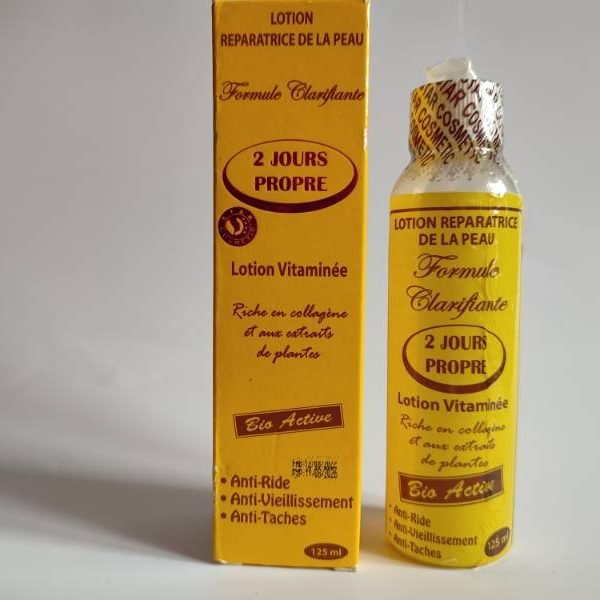 LOTION
REPARATRICE DE LA PEAU
Formule Clarifiante
2 JOURS
PROPRE
Lotion Vitaminée
Riche en collagène
et aux extraits
de plantes
Bio Active
• Anti-Ride
• Anti-Vieillissement
• Anti-Taches
125 ml
COSMETIC
LOTION REPARATRICE
DE LA PEAU
Formule
Clarifiante
2 JOURS
PROPRE
Lotion Vitaminée
Riche en collagène
et aux extraits
de plantes
Bio Active
• Anti-Ride
• Anti-Vieillissement
• Anti-Taches
125 ml